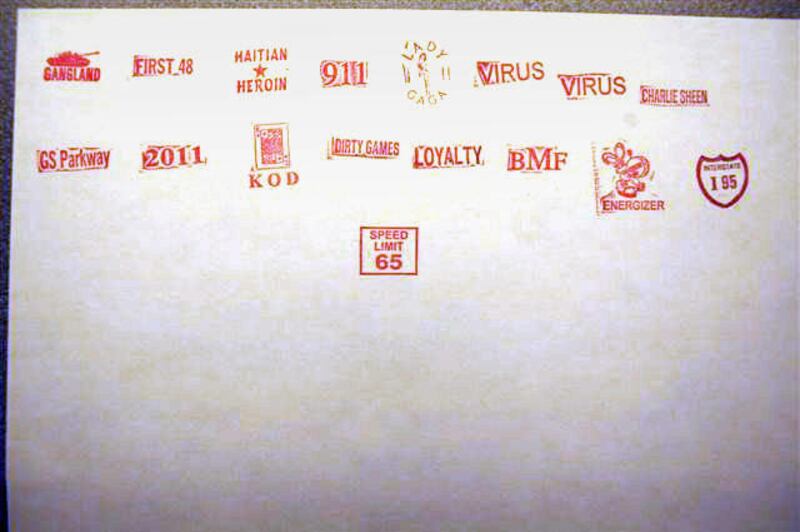 GANGLAND
FIRST 48
HAITIAN
HEROIN
911
LADY
GAGA
VIRUS
VIRUS
CHARLIE SHEEN
GS Parkway
2011
KOD
DIRTY GAMES
LOYALTY
BMF
ENERGIZER
INTERSTATE
I 95
SPEED
LIMIT
65